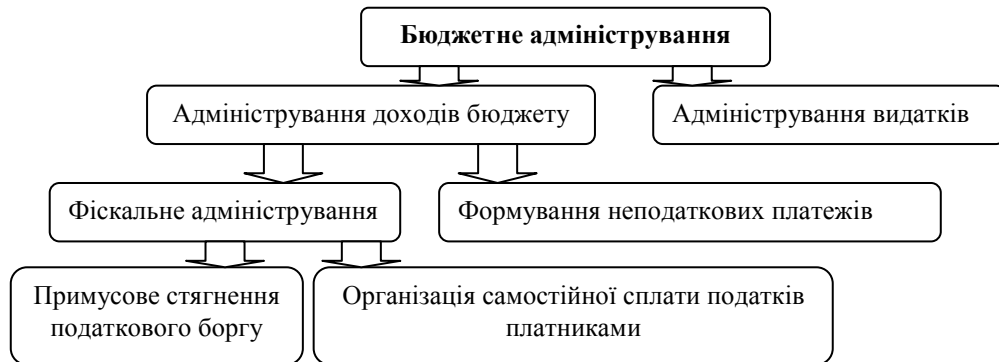 Бюджетне адміністрування
Адміністрування доходів бюджету
Адміністрування видатків
Фіскальне адміністрування
Формування неподаткових платежів
Примусове стягнення
податкового боргу
Організація самостійної сплати податків
платниками